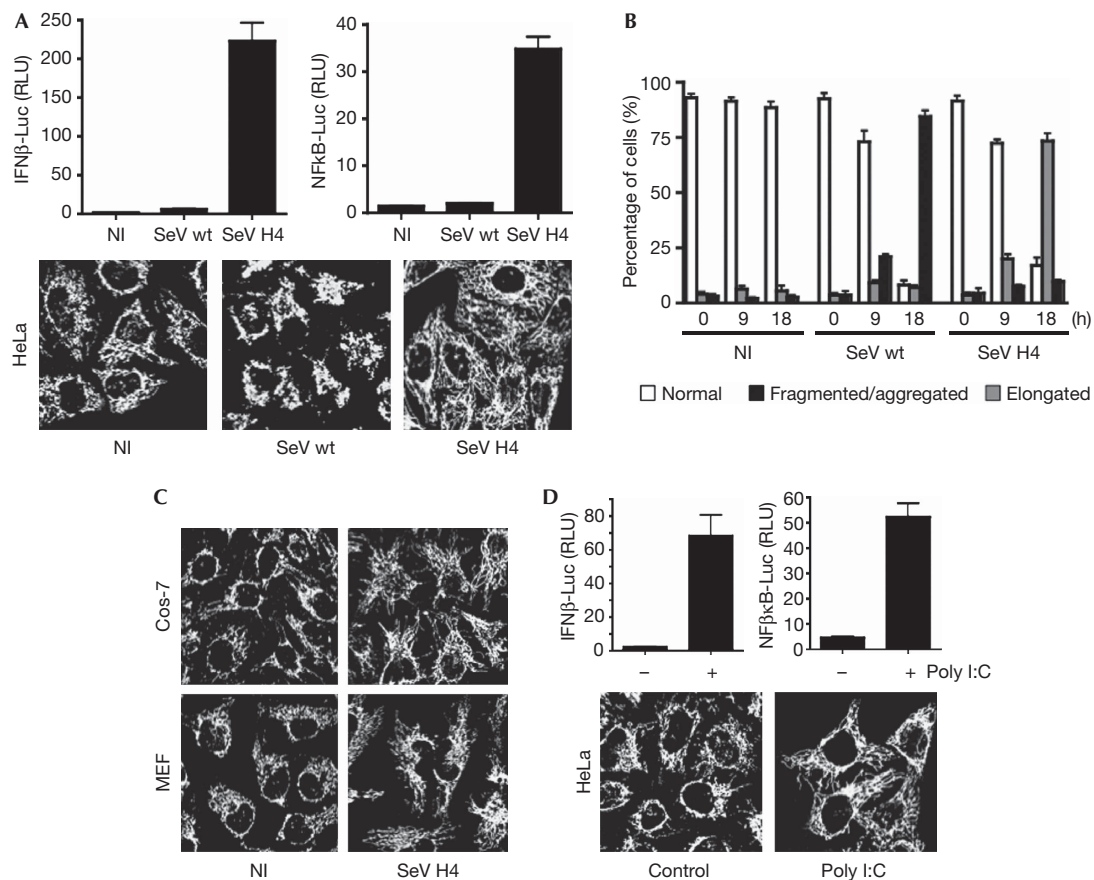 A
IFNβ-Luc (RLU)
250
200
150
100
50
0
NI SeV wt SeV H4
NFkB-Luc (RLU)
40
30
20
10
0
NI SeV wt SeV H4
HeLa
NI SeV wt SeV H4
B
Percentage of cells (%)
100
75
50
25
0
0 9 18 0 9 18 0 9 18 (h)
NI SeV wt SeV H4
Normal Fragmented/aggregated Elongated
C
Cos-7
MEF
NI SeV H4
D
IFNβ-Luc (RLU)
80
60
40
20
0
− +
NFβκB-Luc (RLU)
60
50
40
30
20
10
0
− + Poly I:C
HeLa
Control Poly I:C